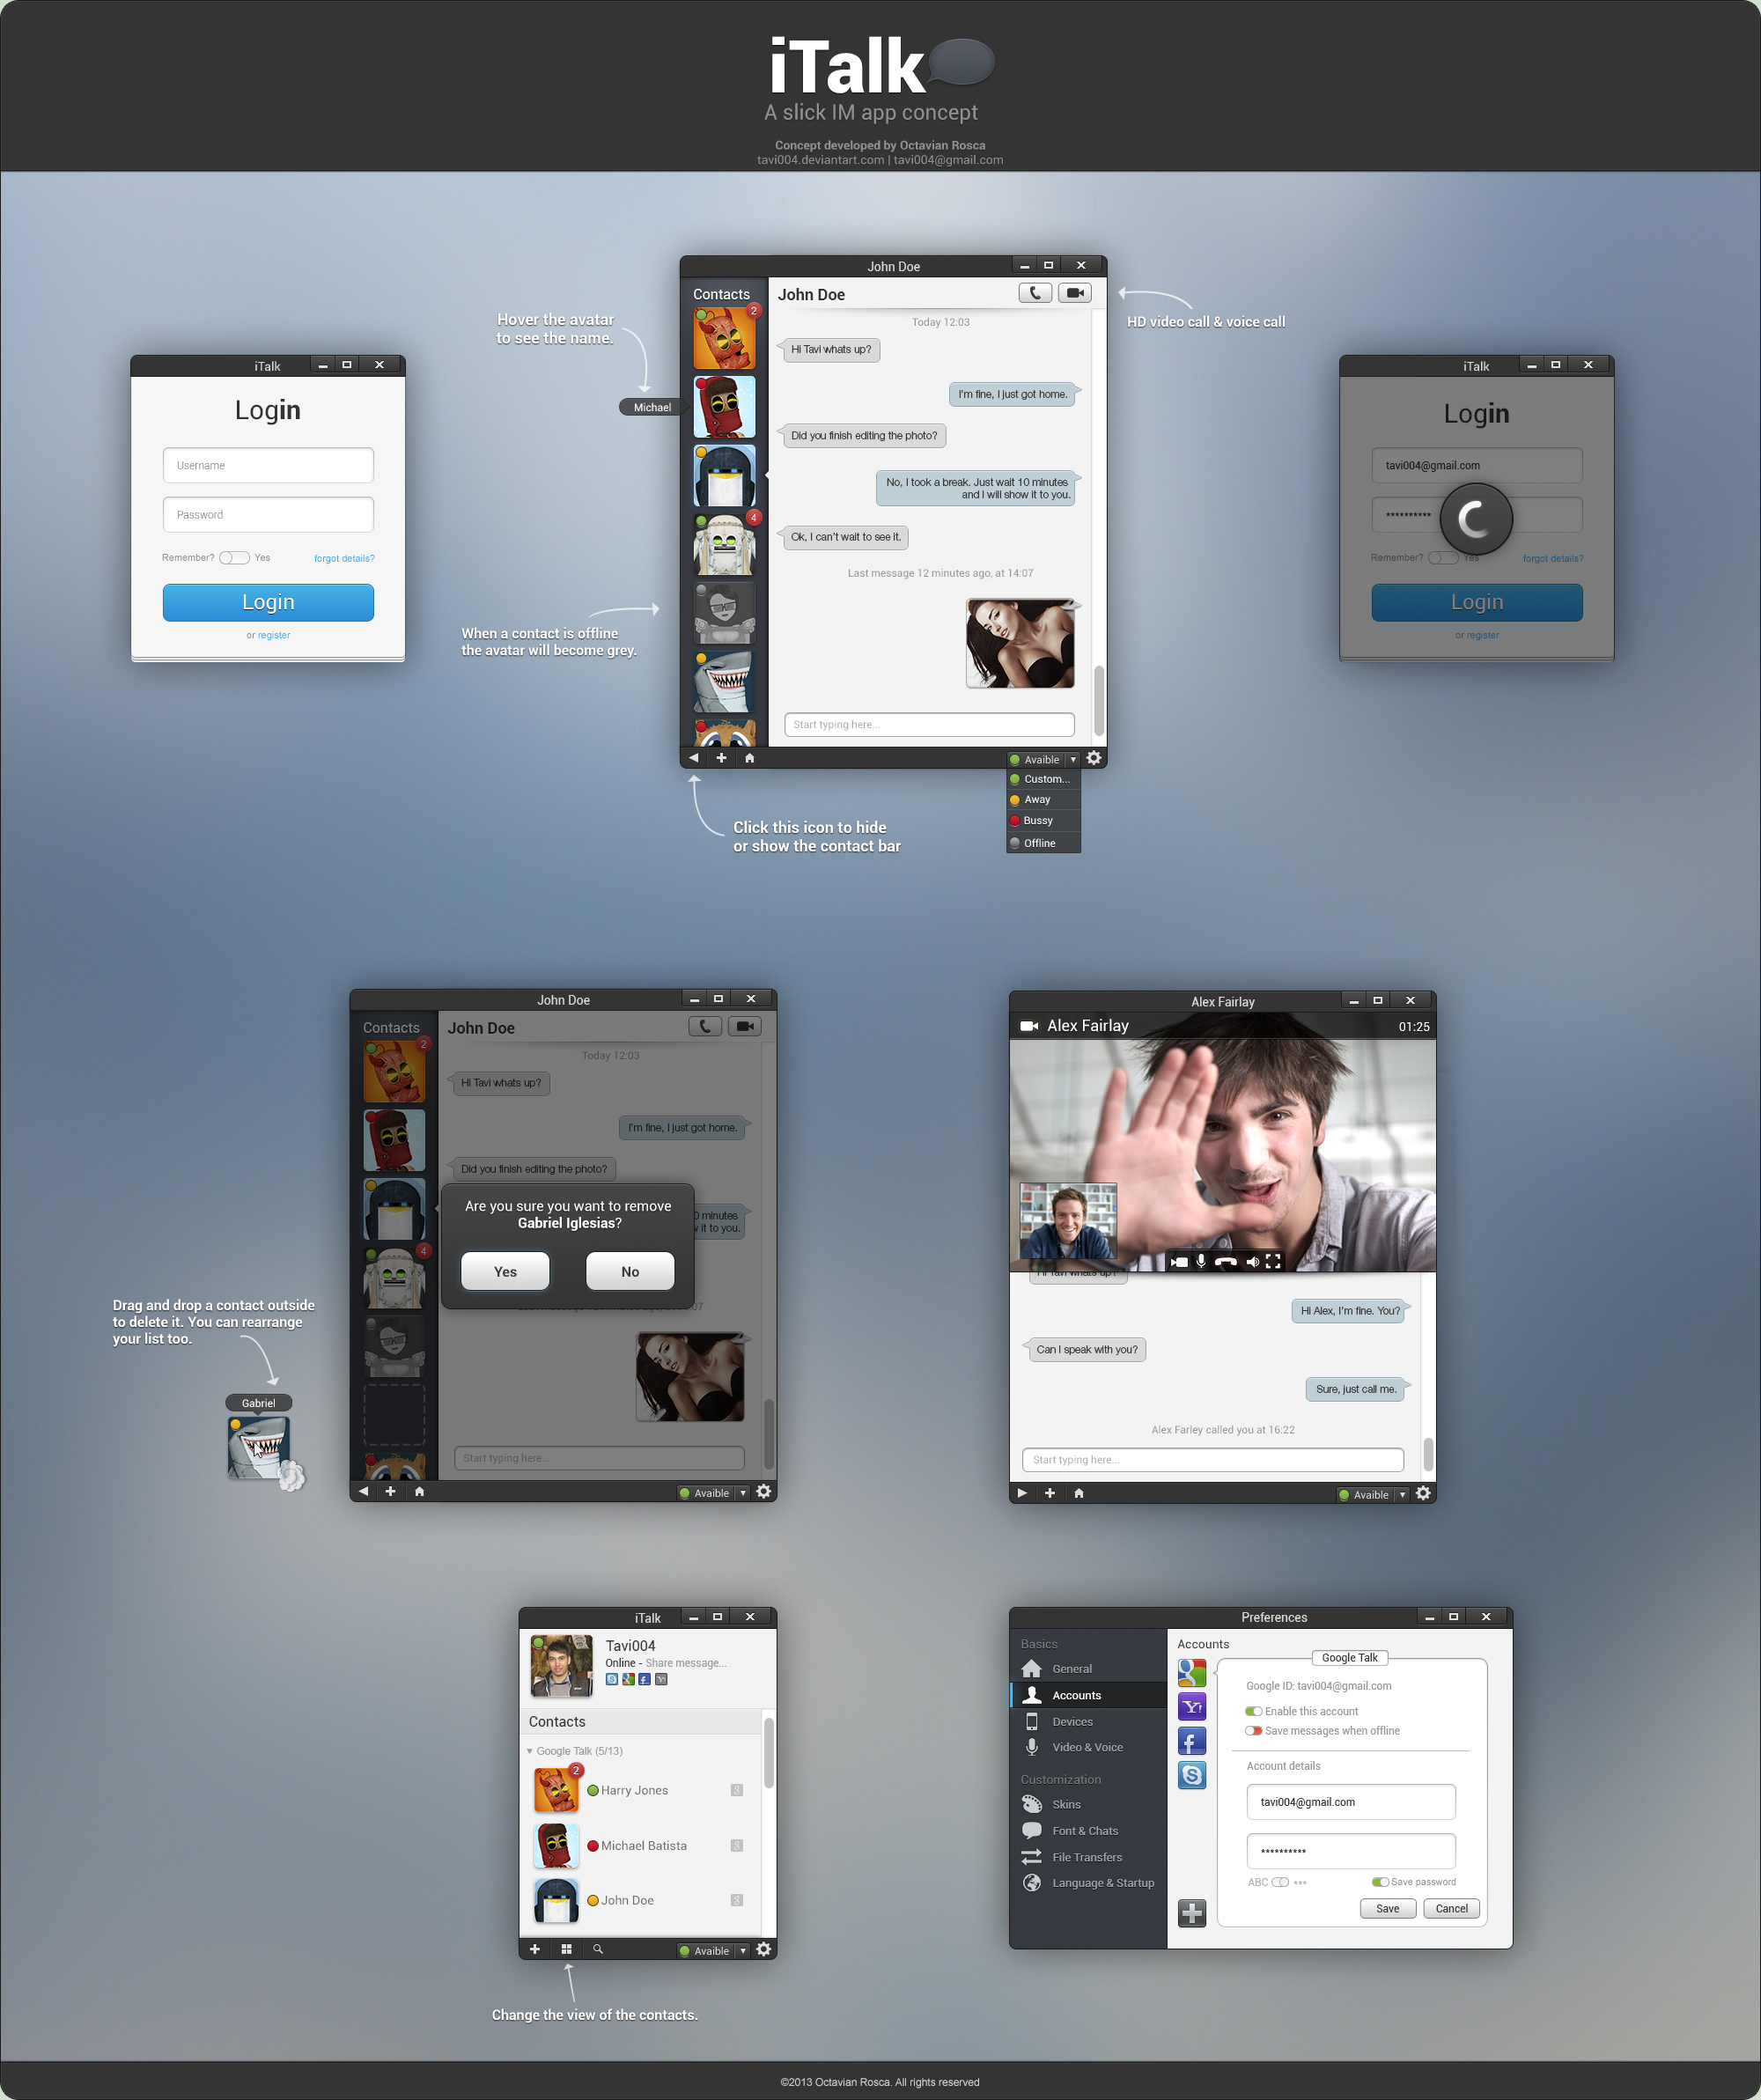 iTalk
A slick IM app concept
Concept developed by Octavian Rosca
tavi004.deviantart.com | tavi004@gmail.com
iTalk
Login
Username
Password
Remember? Yes forgot details?
Login
or register
Hover the avatar
to see the name.
Michael
When a contact is offline
the avatar will become grey.
John Doe
Contacts
2
4
John Doe
Today 12:03
Hi Tavi whats up?
I'm fine, I just got home.
Did you finish editing the photo?
No, I took a break. Just wait 10 minutes
and I will show it to you.
Ok, I can't wait to see it.
Last message 12 minutes ago, at 14:07
Start typing here...
Avaible
Custom...
Away
Bussy
Offline
Click this icon to hide
or show the contact bar
HD video call & voice call
iTalk
Login
tavi004@gmail.com
**********
Remember? Yes forgot details?
Login
or register
John Doe
Contacts
2
4
John Doe
Today 12:03
Hi Tavi whats up?
I'm fine, I just got home.
Did you finish editing the photo?
0 minutes
it to you.
Are you sure you want to remove
Gabriel Iglesias?
Yes No
07
Start typing here...
Avaible
Drag and drop a contact outside
to delete it. You can rearrange
your list too.
Gabriel
Alex Fairlay
Alex Fairlay 01:25
Hi Tavi whats up?
Hi Alex, I'm fine. You?
Can I speak with you?
Sure, just call me.
Alex Farley called you at 16:22
Start typing here...
Avaible
iTalk
Tavi004
Online - Share message...
Contacts
Google Talk (5/13)
2
Harry Jones
Michael Batista
John Doe
Avaible
Change the view of the contacts.
Preferences
Basics
General
Accounts
Devices
Video & Voice
Customization
Skins
Font & Chats
File Transfers
Language & Startup
Accounts
Google Talk
Google ID: tavi004@gmail.com
Enable this account
Save messages when offline
Account details
tavi004@gmail.com
**********
ABC *** Save password
Save Cancel
©2013 Octavian Rosca. All rights reserved